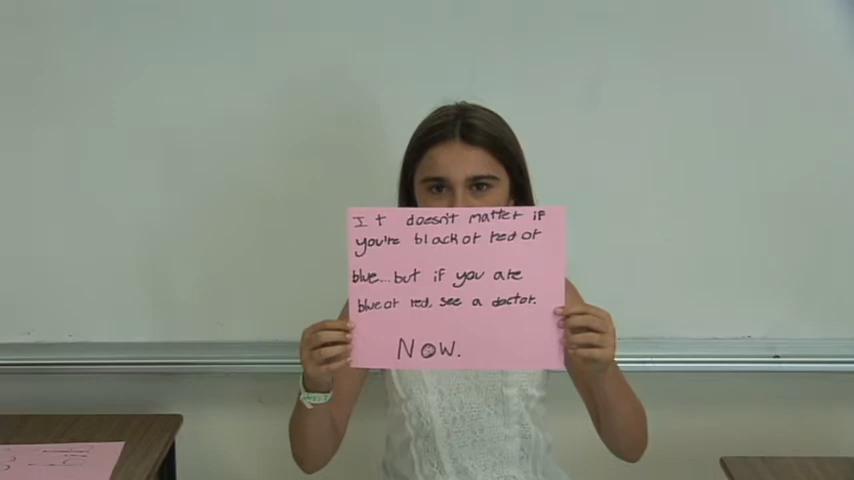 It doesn't matter if
you're black or red or
blue... but if you are
blue or red, see a doctor.
NOW.